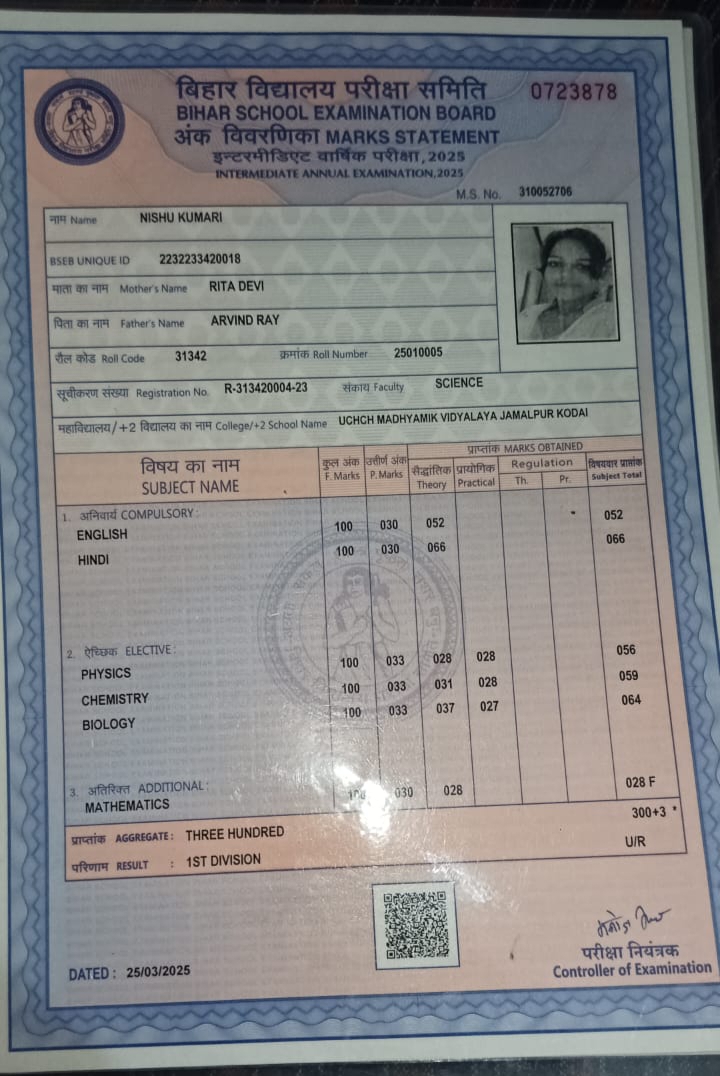 बिहार विद्यालय परीक्षा समिति 0723878
BIHAR SCHOOL EXAMINATION BOARD
अंक विवरणिका MARKS STATEMENT
इन्टरमीडिएट वार्षिक परीक्षा, 2025
INTERMEDIATE ANNUAL EXAMINATION, 2025
M.S. No. 310052706
नाम Name NISHU KUMARI
BSEB UNIQUE ID 2232233420018
माता का नाम Mother's Name RITA DEVI
पिता का नाम Father's Name ARVIND RAY
रौल कोड Roll Code 31342 क्रमांक Roll Number 25010005
सूचीकरण संख्या Registration No. R-313420004-23 संकाय Faculty SCIENCE
महाविद्यालय/+2 विद्यालय का नाम College/+2 School Name UCHCH MADHYAMIK VIDYALAYA JAMALPUR KODAI
प्राप्तांक MARKS OBTAINED
विषय का नाम कुल अंक उत्तीर्ण अंक सैद्धांतिक प्रायोगिक Regulation विषयवार प्राप्तांक
SUBJECT NAME F. Marks P. Marks Theory Practical Th. Pr. Subject Total
1. अनिवार्य COMPULSORY:
ENGLISH 100 030 052 052
HINDI 100 030 066 066
2. ऐच्छिक ELECTIVE:
PHYSICS 100 033 028 028 056
CHEMISTRY 100 033 031 028 059
BIOLOGY 100 033 037 027 064
3. अतिरिक्त ADDITIONAL:
MATHEMATICS 100 030 028 028 F
प्राप्तांक AGGREGATE: THREE HUNDRED 300+3 *
परिणाम RESULT : 1ST DIVISION U/R
DATED : 25/03/2025
परीक्षा नियंत्रक
Controller of Examination